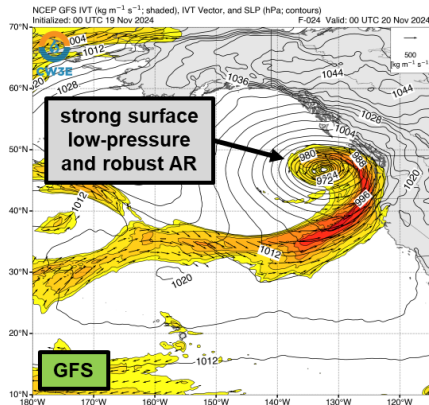 NCEP GFS IVT (kg m⁻¹ s⁻¹; shaded), IVT Vector, and SLP (hPa; contours)
Initialized: 00 UTC 19 Nov 2024 F-024 Valid: 00 UTC 20 Nov 2024
70°N
60°N
50°N
40°N
30°N
20°N
10°N
180°W
170°W
160°W
150°W
140°W
130°W
120°W
CW3E
500
kg m⁻¹ s⁻¹
strong surface
low-pressure
and robust AR
GFS
1004
1012
1028
1036
1044
1044
1028
1004
1020
980
988
972
996
1012
1012
1020
1012